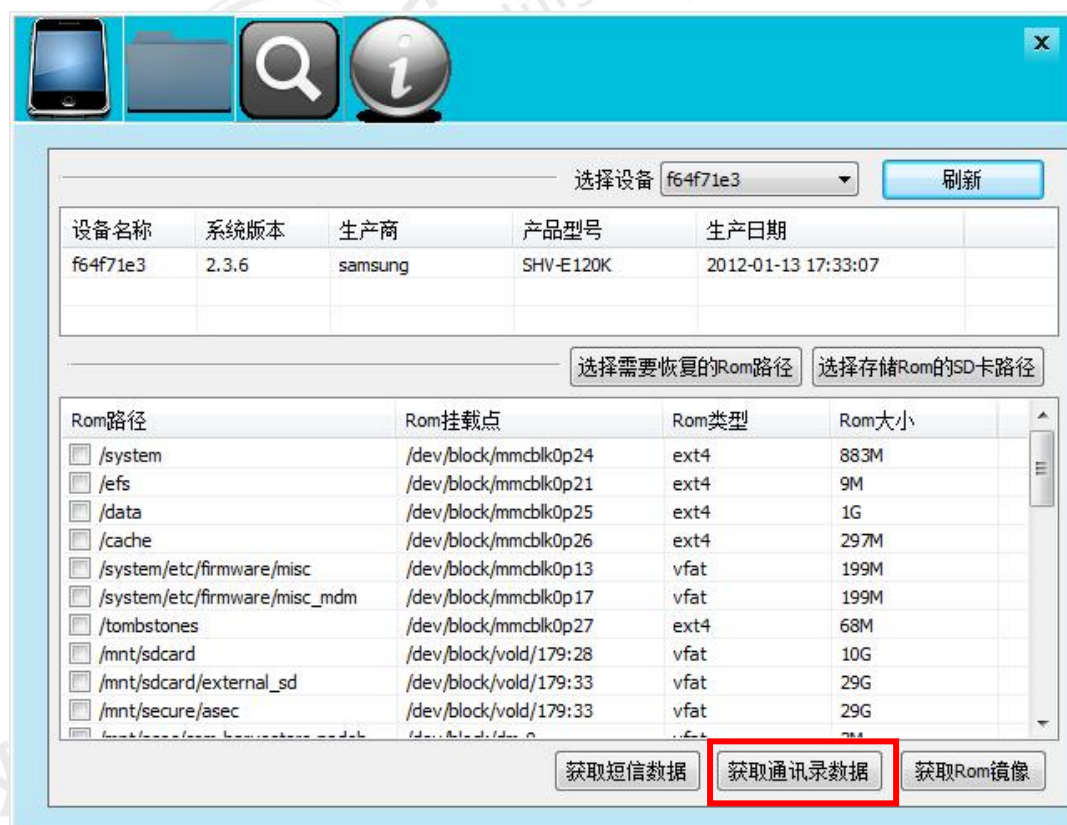 x
选择设备 f64f71e3 刷新
设备名称 系统版本 生产商 产品型号 生产日期
f64f71e3 2.3.6 samsung SHV-E120K 2012-01-13 17:33:07
选择需要恢复的Rom路径 选择存储Rom的SD卡路径
Rom路径 Rom挂载点 Rom类型 Rom大小
/system /dev/block/mmcblk0p24 ext4 883M
/efs /dev/block/mmcblk0p21 ext4 9M
/data /dev/block/mmcblk0p25 ext4 1G
/cache /dev/block/mmcblk0p26 ext4 297M
/system/etc/firmware/misc /dev/block/mmcblk0p13 vfat 199M
/system/etc/firmware/misc_mdm /dev/block/mmcblk0p17 vfat 199M
/tombstones /dev/block/mmcblk0p27 ext4 68M
/mnt/sdcard /dev/block/vold/179:28 vfat 10G
/mnt/sdcard/external_sd /dev/block/vold/179:33 vfat 29G
/mnt/secure/asec /dev/block/vold/179:33 vfat 29G
获取短信数据 获取通讯录数据 获取Rom镜像